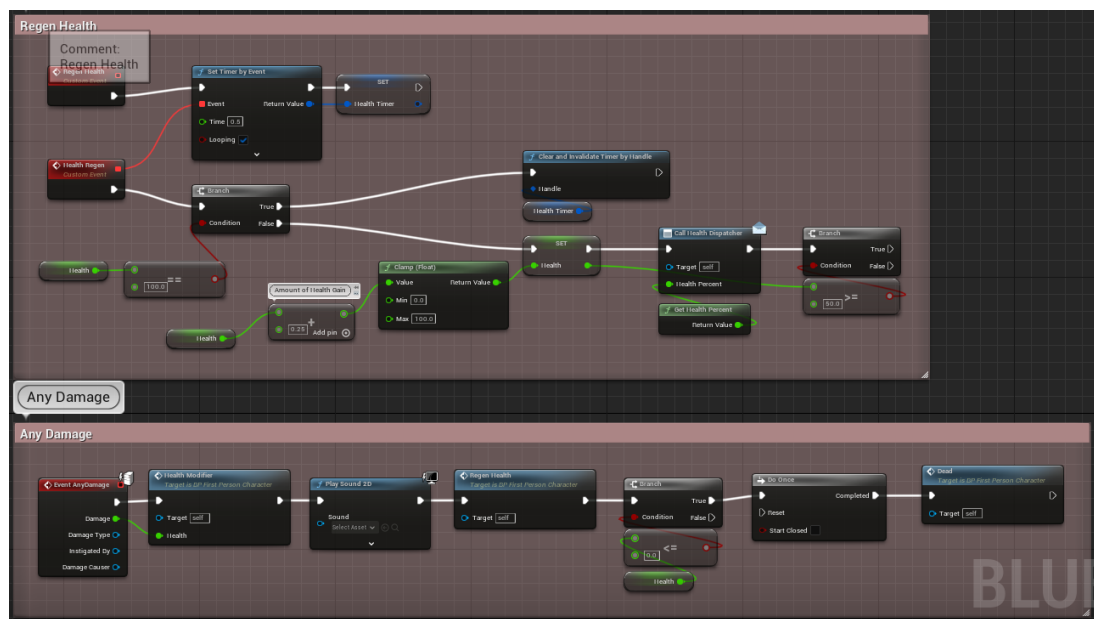 Regen Health
Comment:
Regen Health
Regen Health
Custom Event
Set Timer by Event
Event
Return Value
Time 0.5
Looping
SET
Health Timer
Health Regen
Custom Event
Branch
True
Condition
False
Clear and Invalidate Timer by Handle
Handle
Health Timer
Health
==
100.0
Amount of Health Gain
Health
+
0.25
Add pin
Clamp (Float)
Value
Return Value
Min 0.0
Max 100.0
SET
Health
Call Health Dispatcher
Target self
Health Percent
Get Health Percent
Return Value
Branch
True
Condition
False
>=
50.0
Any Damage
Any Damage
Event AnyDamage
Damage
Damage Type
Instigated By
Damage Causer
Health Modifier
Target is DP First Person Character
Target self
Health
Play Sound 2D
Sound
Select Asset
Regen Health
Target is DP First Person Character
Target self
Branch
True
Condition
False
<=
0.0
Health
Do Once
Completed
Reset
Start Closed
Dead
Target is DP First Person Character
Target self
BLU